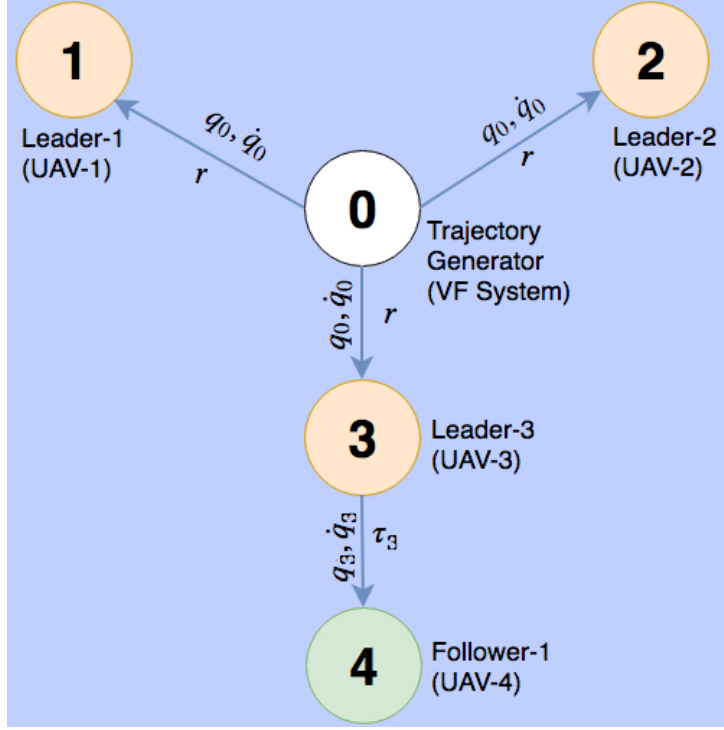 1
2
Leader-1
(UAV-1)
q₀, q̇₀
r
q₀, q̇₀
r
Leader-2
(UAV-2)
0
Trajectory
Generator
(VF System)
q₀, q̇₀
r
3
Leader-3
(UAV-3)
q₃, q̇₃
τ₃
4
Follower-1
(UAV-4)